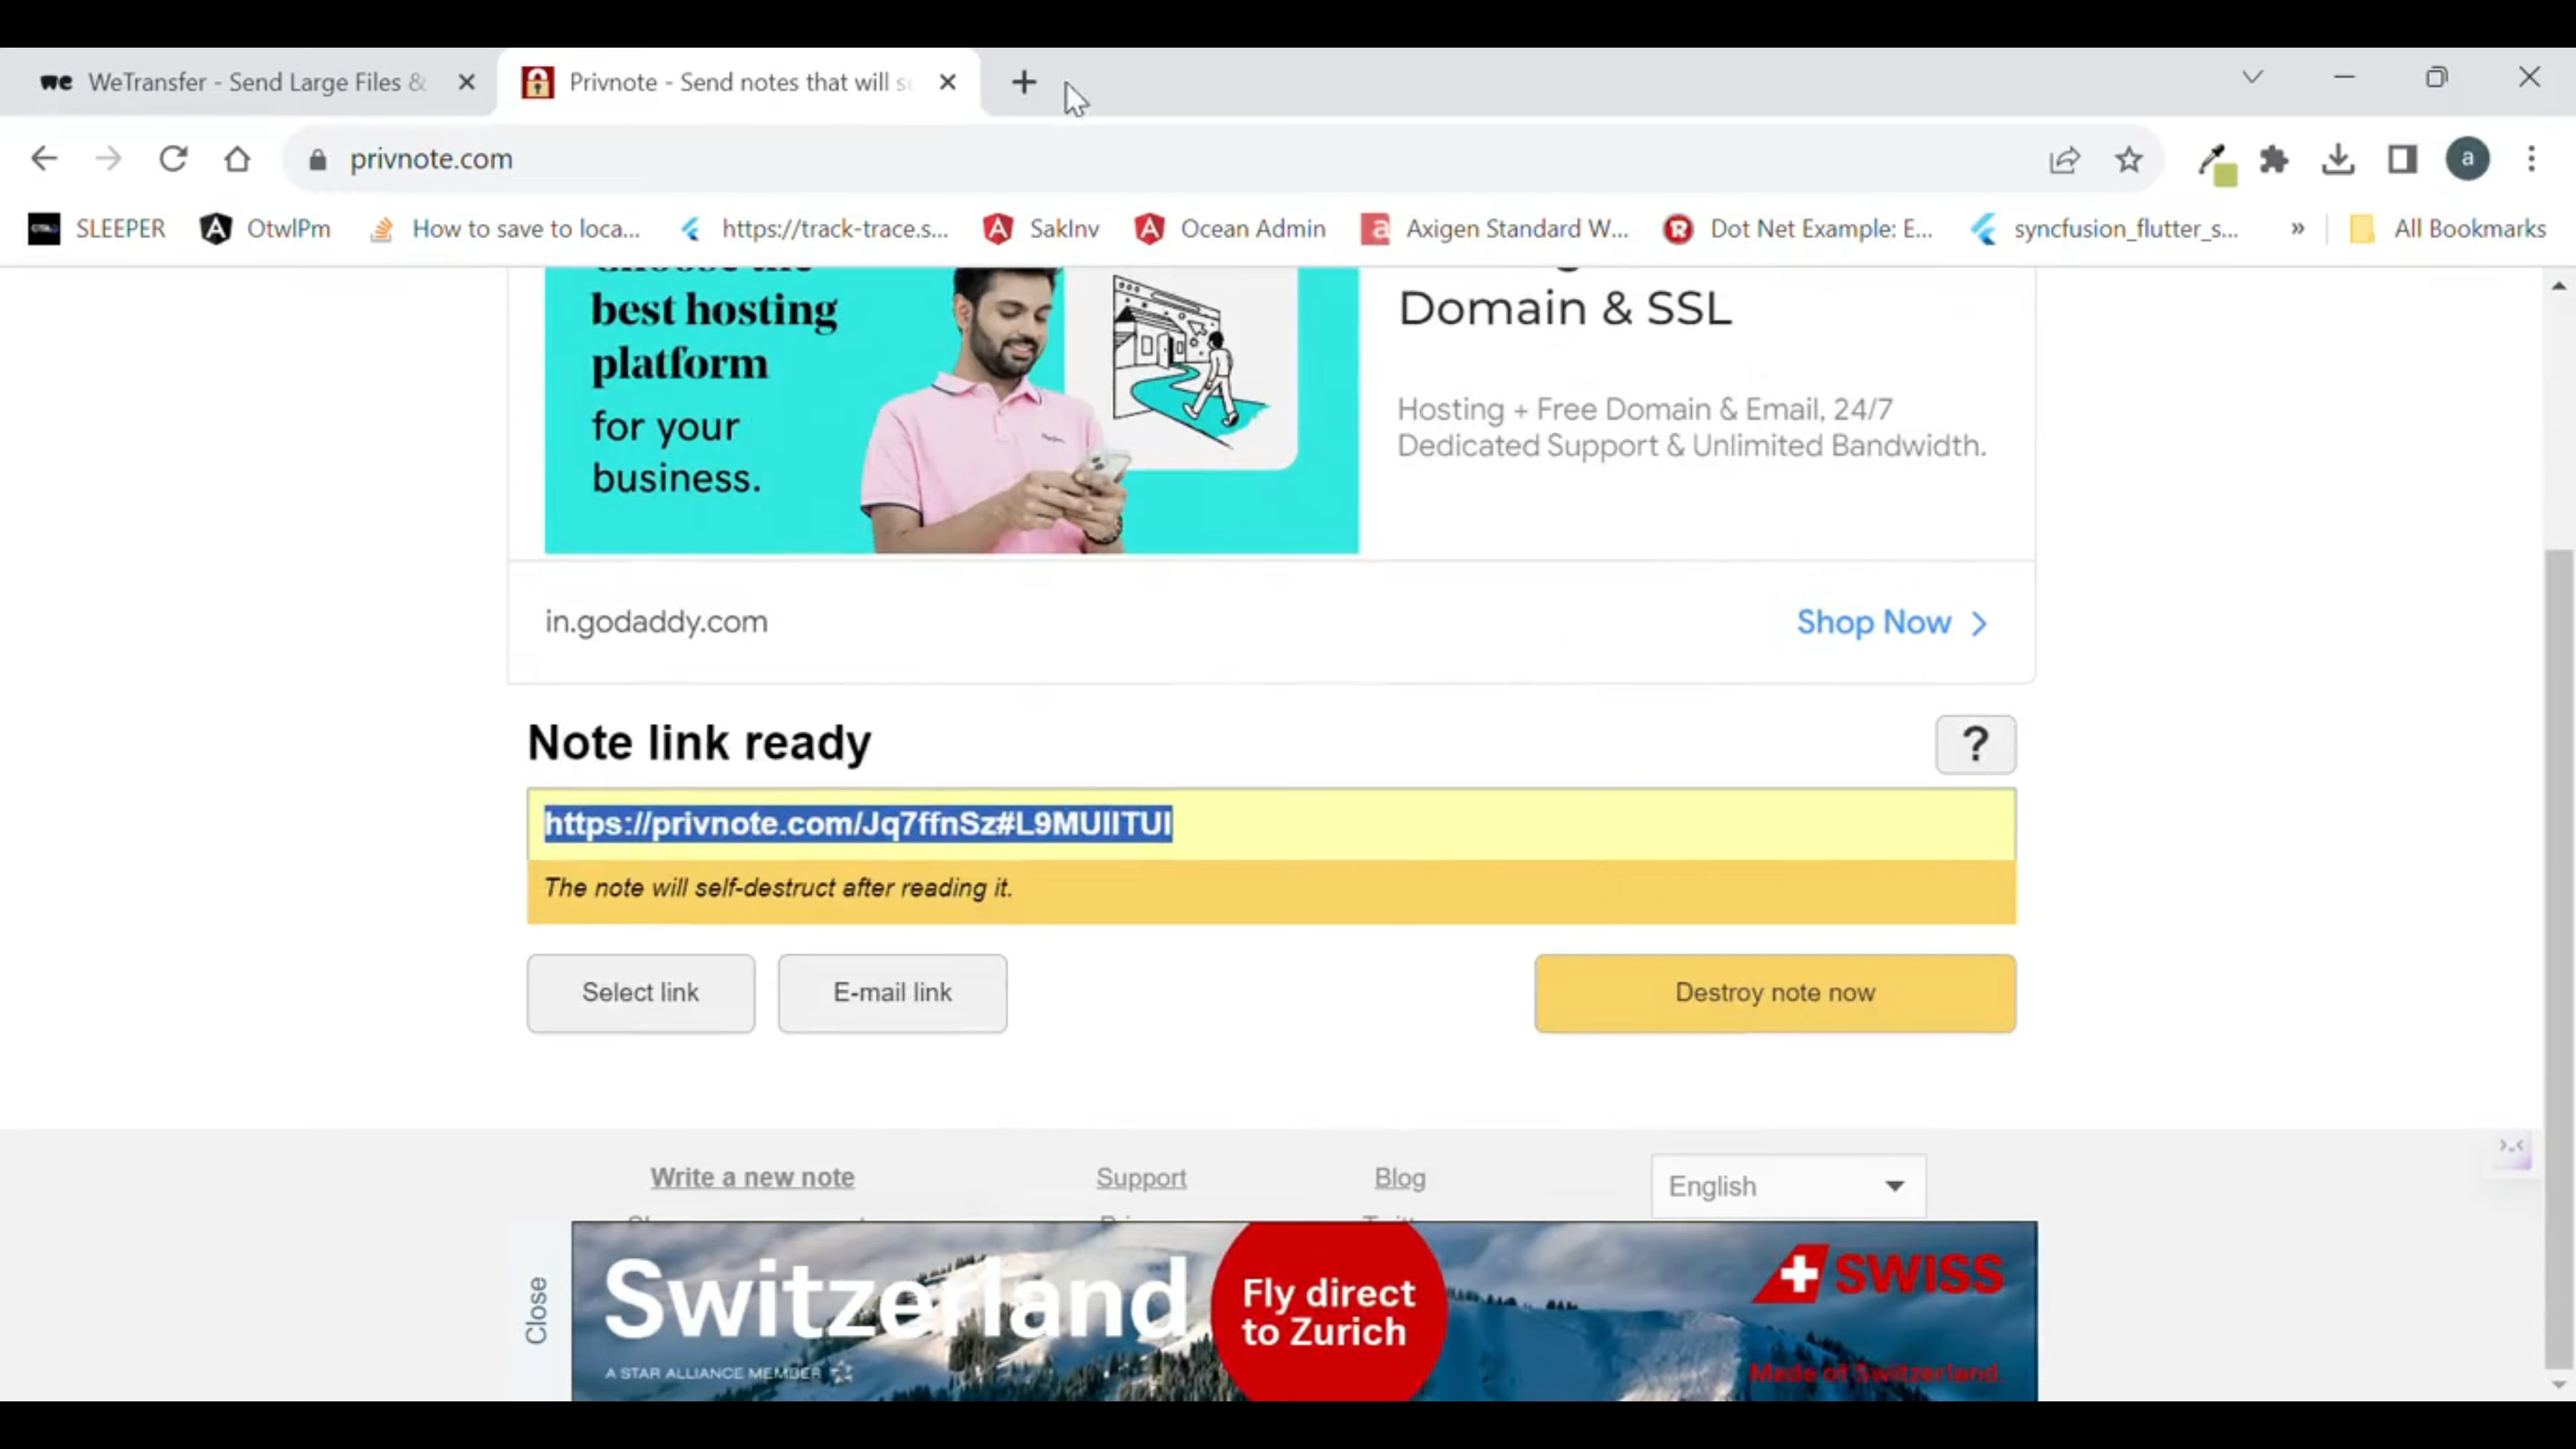 WeTransfer - Send Large Files &
Privnote - Send notes that will se
privnote.com
a
SLEEPER
OtwlPm
How to save to loca...
https://track-trace.s...
SakInv
Ocean Admin
Axigen Standard W...
Dot Net Example: E...
syncfusion_flutter_s...
»
All Bookmarks
best hosting
platform
for your
business.
Domain & SSL
Hosting + Free Domain & Email, 24/7
Dedicated Support & Unlimited Bandwidth.
in.godaddy.com
Shop Now
Note link ready
?
https://privnote.com/Jq7ffnSz#L9MUIITUI
The note will self-destruct after reading it.
Select link
E-mail link
Destroy note now
Write a new note
Support
Blog
English
Close
Switzerland
A STAR ALLIANCE MEMBER
Fly direct
to Zurich
SWISS
Made of Switzerland.